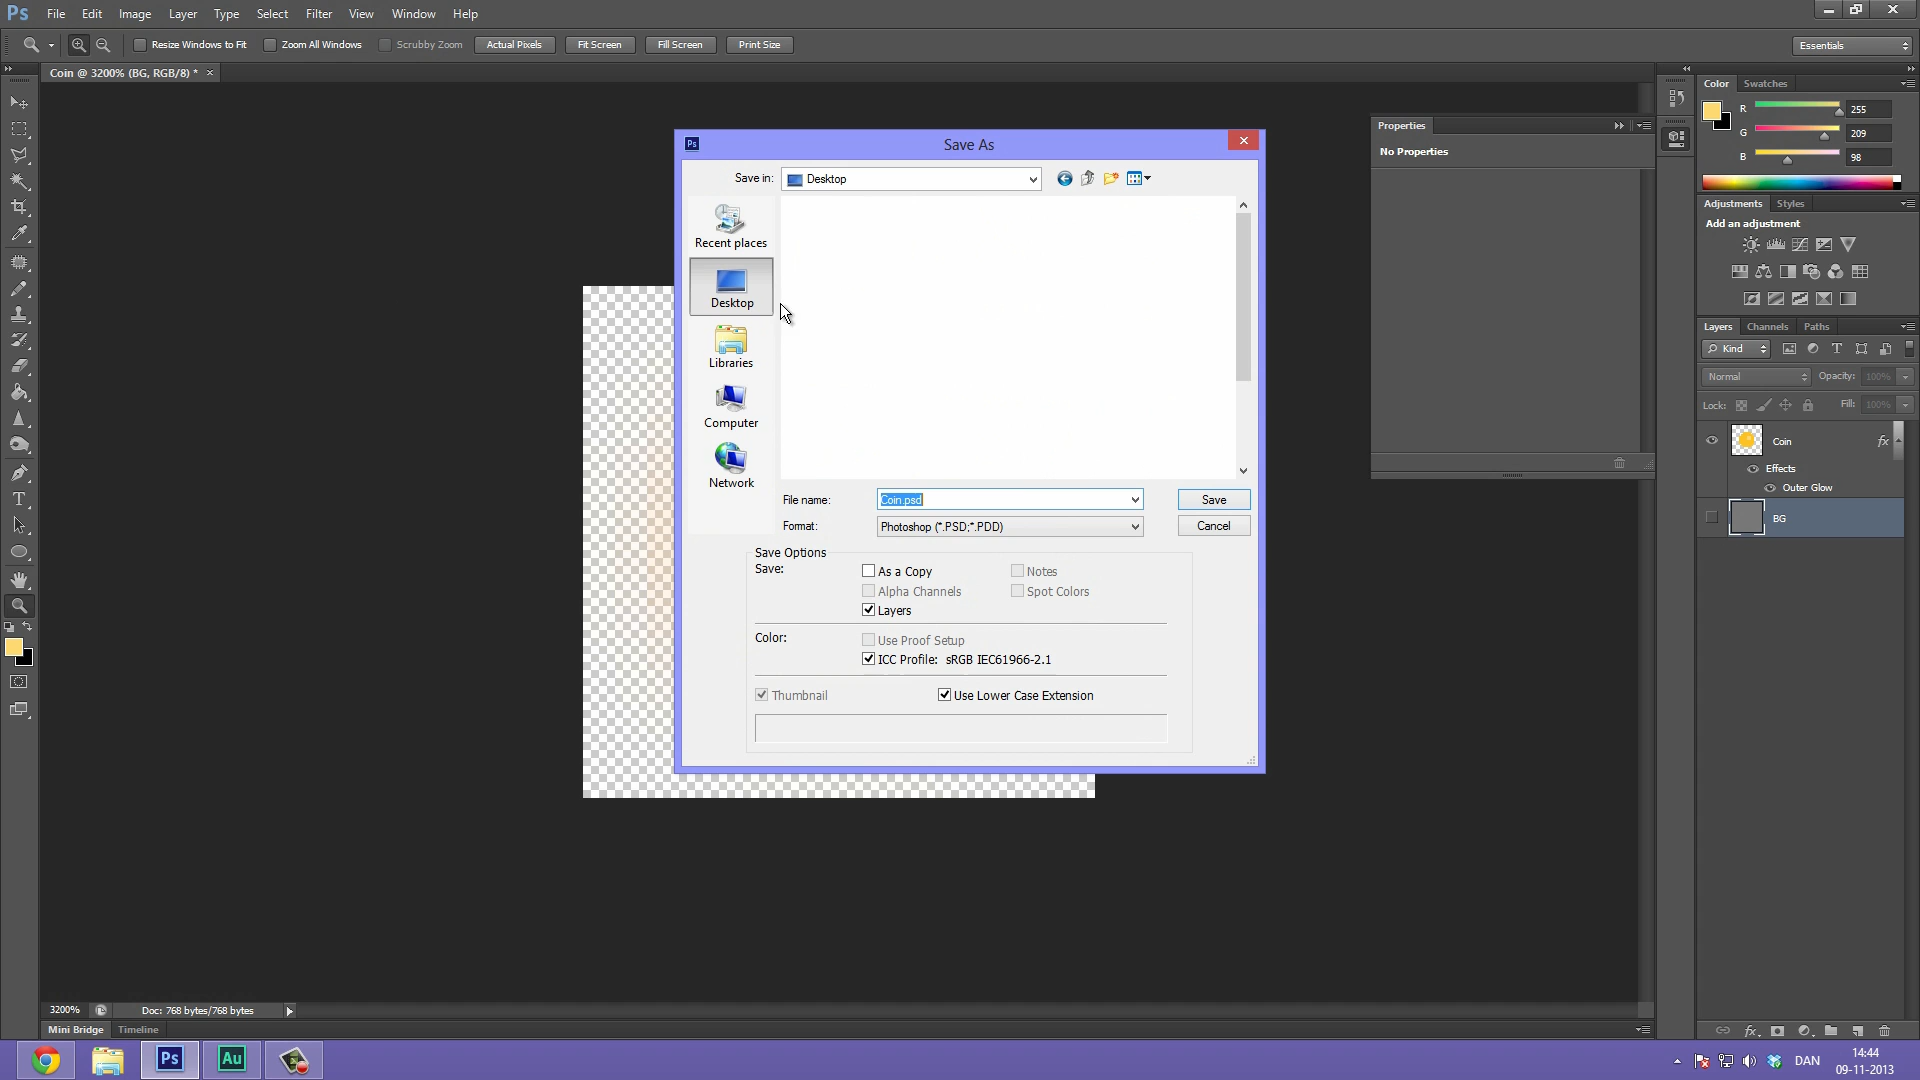 Ps File Edit Image Layer Type Select Filter View Window Help
Resize Windows to Fit Zoom All Windows Scrubby Zoom Actual Pixels Fit Screen Fill Screen Print Size Essentials
Coin @ 3200% (BG, RGB/8) * ×
Color Swatches
R 255
G 209
B 98
Properties
No Properties
Adjustments Styles
Add an adjustment
Layers Channels Paths
Kind
Normal Opacity: 100%
Lock: Fill: 100%
Coin fx
Effects
Outer Glow
BG
Ps Save As
Save in: Desktop
Recent places
Desktop
Libraries
Computer
Network
File name: Coin.psd Save
Format: Photoshop (*.PSD;*.PDD) Cancel
Save Options
Save: As a Copy Notes
Alpha Channels Spot Colors
Layers
Color: Use Proof Setup
ICC Profile: sRGB IEC61966-2.1
Thumbnail Use Lower Case Extension
3200% Doc: 768 bytes/768 bytes
Mini Bridge Timeline
fx
Ps Au DAN 14:44
09-11-2013